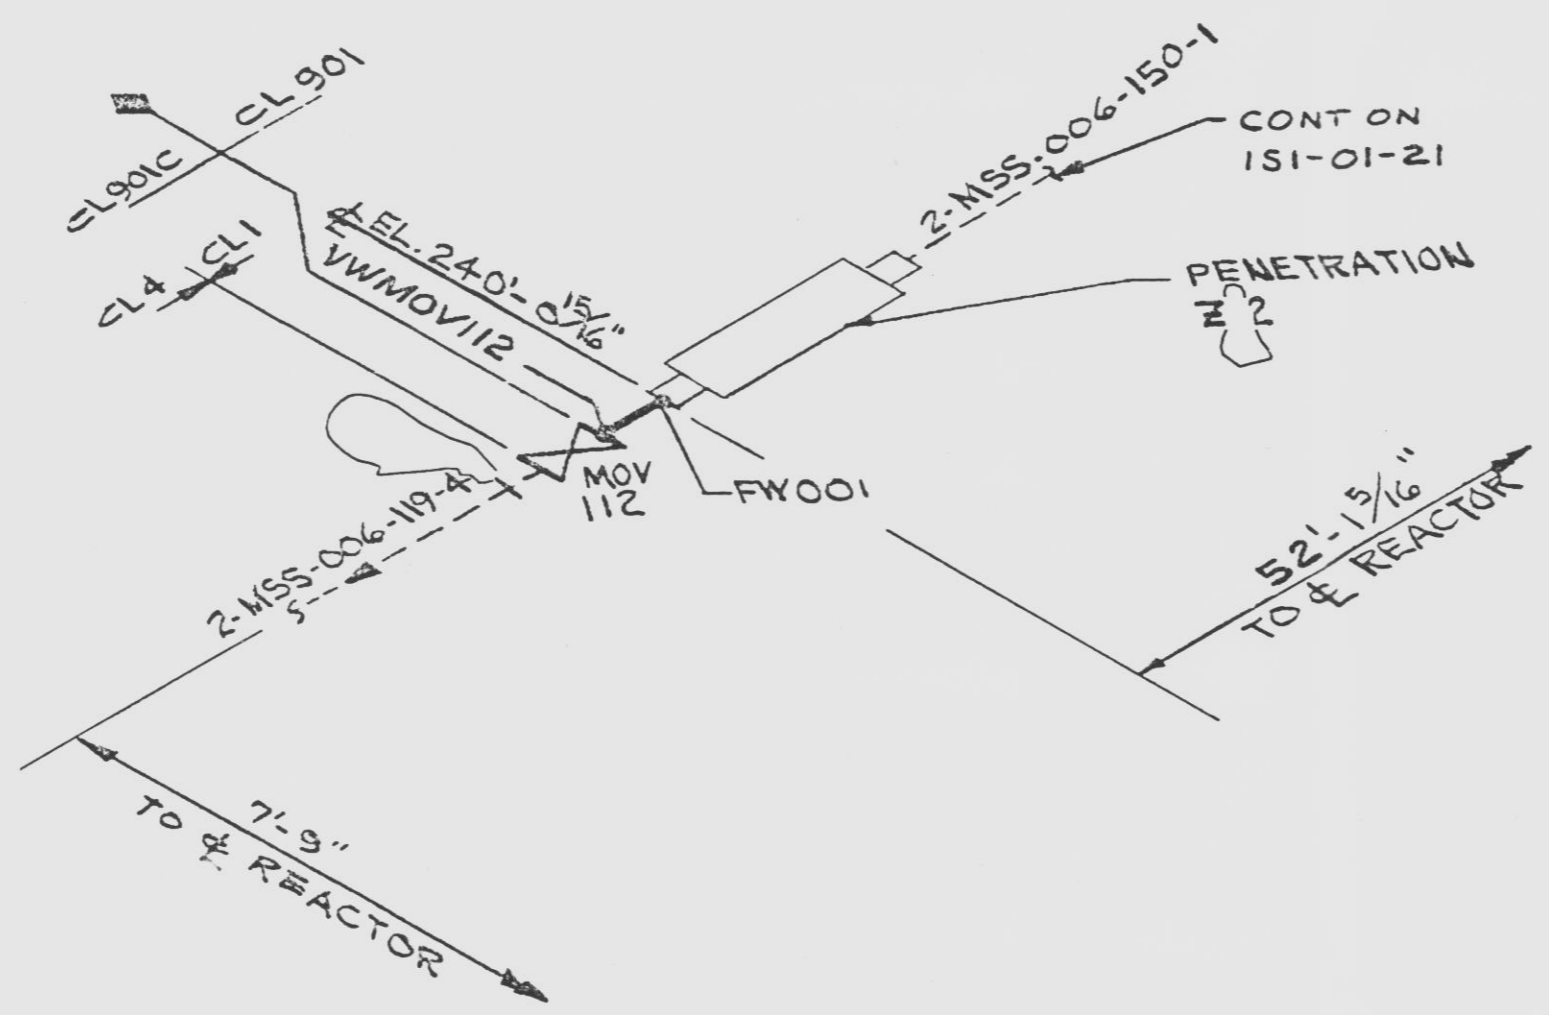 CL901
CL901C
2-MSS-006-150-1
CONT ON
ISI-01-21
CL1
CL4
℄ EL. 240'-0 15/16"
VWMOV112
PENETRATION
Z 2
MOV
112
FW001
2-MSS-006-119-4
52'-1 5/16"
TO ℄ REACTOR
7'-9"
TO ℄ REACTOR